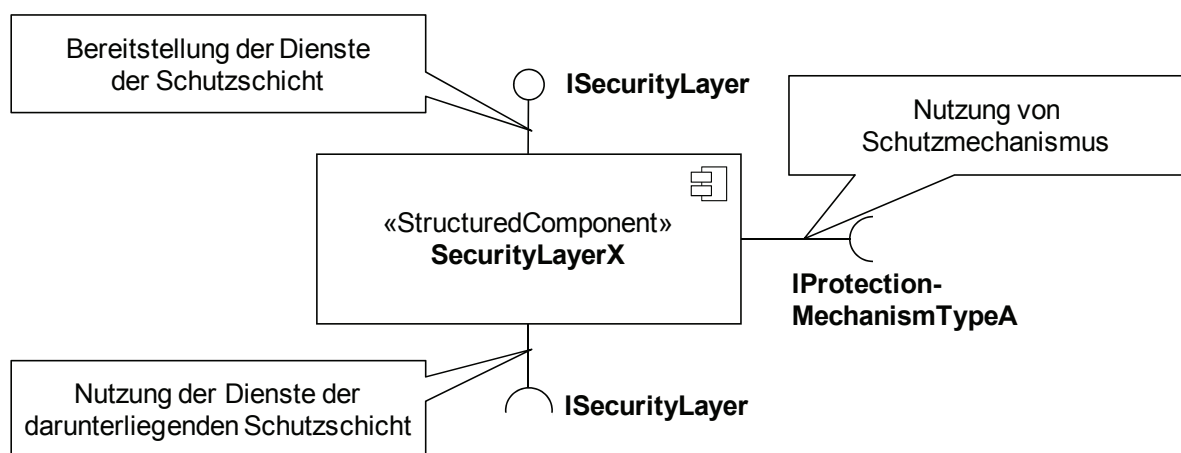 Bereitstellung der Dienste
der Schutzschicht
ISecurityLayer
Nutzung von
Schutzmechanismus
«StructuredComponent»
SecurityLayerX
IProtection-
MechanismTypeA
Nutzung der Dienste der
darunterliegenden Schutzschicht
ISecurityLayer